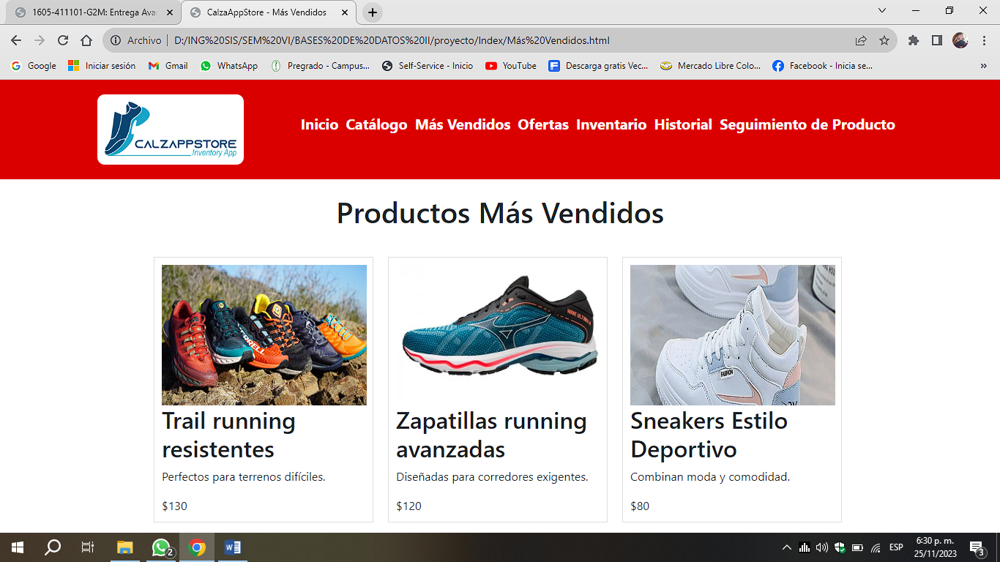 1605-411101-G2M: Entrega Ava
CalzaAppStore - Más Vendidos
Archivo
D:/ING%20SIS/SEM%20VI/BASES%20DE%20DATOS%20II/proyecto/Index/Más%20Vendidos.html
Google
Iniciar sesión
Gmail
WhatsApp
Pregrado - Campus...
Self-Service - Inicio
YouTube
Descarga gratis Vec...
Mercado Libre Colo...
Facebook - Inicia se...
»
CALZAPPSTORE
Inventory App
Inicio Catálogo Más Vendidos Ofertas Inventario Historial Seguimiento de Producto
Productos Más Vendidos
MERRELL
Trail running
resistentes
Perfectos para terrenos difíciles.
$130
Zapatillas running
avanzadas
Diseñadas para corredores exigentes.
$120
FASHION
Sneakers Estilo
Deportivo
Combinan moda y comodidad.
$80
2
ESP
6:30 p. m.
25/11/2023
3